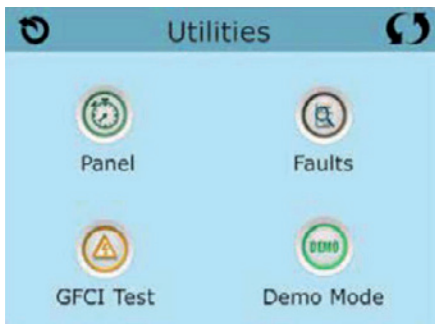 Utilities
Panel
Faults
GFCI Test
DEMO
Demo Mode